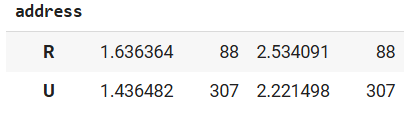 address
R 1.636364 88 2.534091 88
U 1.436482 307 2.221498 307